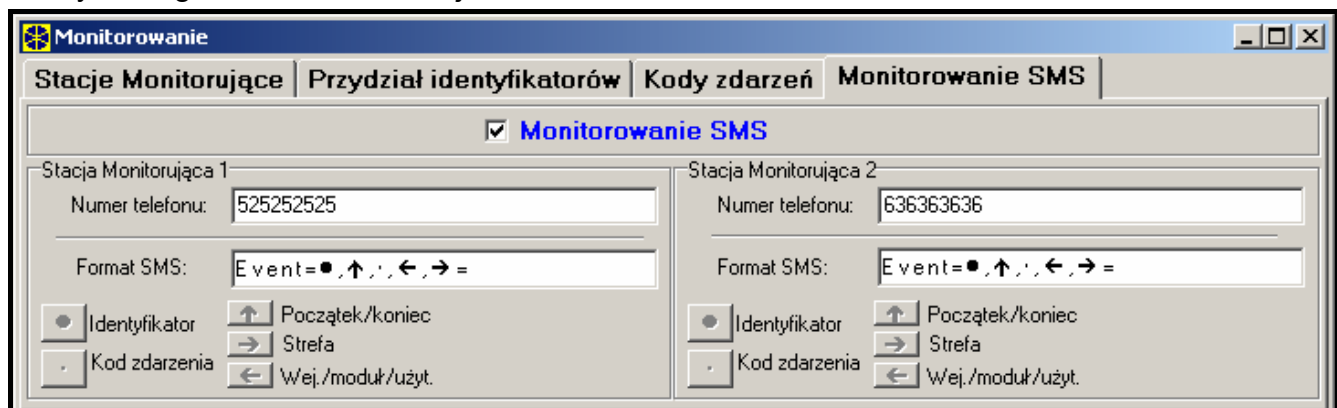 Monitorowanie
Stacje Monitorujące Przydział identyfikatorów Kody zdarzeń Monitorowanie SMS
Monitorowanie SMS
Stacja Monitorująca 1
Numer telefonu: 525252525
Format SMS: Event=●,↑,·,←,→=
Identyfikator
Kod zdarzenia
↑ Początek/koniec
→ Strefa
← Wej./moduł/użyt.
Stacja Monitorująca 2
Numer telefonu: 636363636
Format SMS: Event=●,↑,·,←,→=
Identyfikator
Kod zdarzenia
↑ Początek/koniec
→ Strefa
← Wej./moduł/użyt.